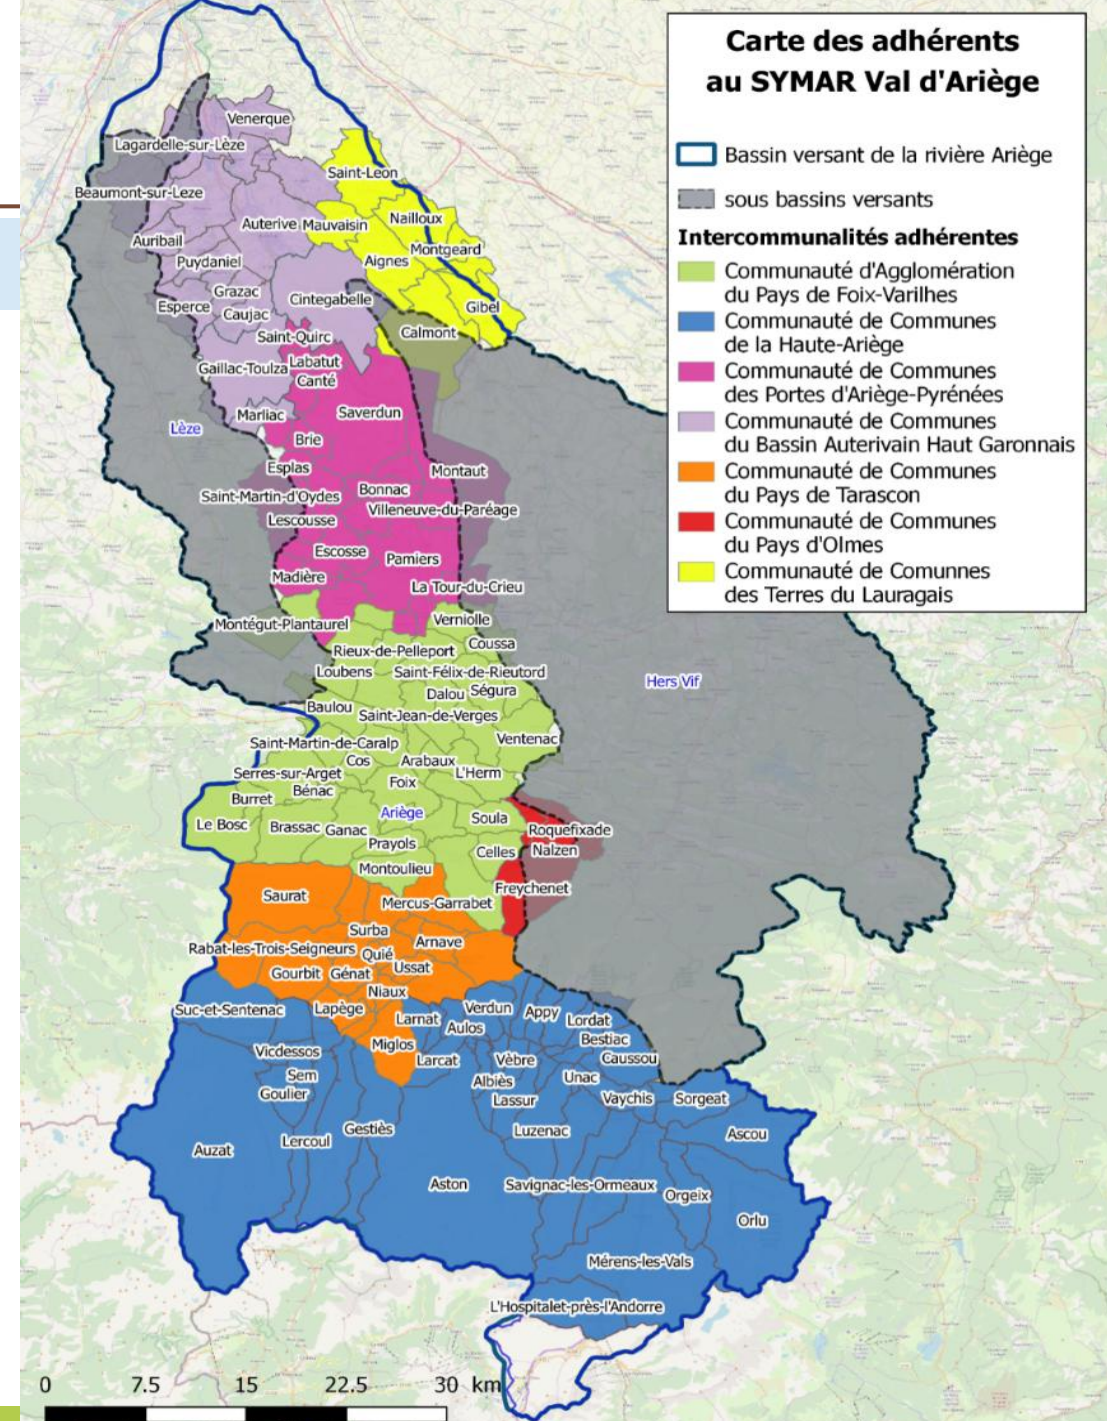 Carte des adhérents
au SYMAR Val d'Ariège
Bassin versant de la rivière Ariège
sous bassins versants
Intercommunalités adhérentes
Communauté d'Agglomération
du Pays de Foix-Varilhes
Communauté de Communes
de la Haute-Ariège
Communauté de Communes
des Portes d'Ariège-Pyrénées
Communauté de Communes
du Bassin Auterivain Haut Garonnais
Communauté de Communes
du Pays de Tarascon
Communauté de Communes
du Pays d'Olmes
Communauté de Comunnes
des Terres du Lauragais
Venerque
Lagardelle-sur-Lèze
Saint-Leon
Beaumont-sur-Leze
Nailloux
Auterive
Mauvaisin
Auribail
Montgeard
Puydaniel
Aignes
Grazac
Cintegabelle
Esperce
Gibel
Caujac
Calmont
Saint-Quirc
Gaillac-Toulza
Labatut
Canté
Marliac
Saverdun
Lèze
Brie
Esplas
Montaut
Saint-Martin-d'Oydes
Bonnac
Villeneuve-du-Paréage
Lescousse
Escosse
Pamiers
Madière
La Tour-du-Crieu
Montégut-Plantaurel
Verniolle
Coussa
Rieux-de-Pelleport
Loubens
Saint-Félix-de-Rieutord
Hers Vif
Dalou
Ségura
Baulou
Saint-Jean-de-Verges
Ventenac
Saint-Martin-de-Caralp
Cos
Arabaux
Serres-sur-Arget
L'Herm
Foix
Bénac
Burret
Ariège
Soula
Le Bosc
Brassac
Ganac
Roquefixade
Prayols
Nalzen
Celles
Montoulieu
Freychenet
Saurat
Mercus-Garrabet
Surba
Arnave
Rabat-les-Trois-Seigneurs
Quié
Ussat
Gourbit
Génat
Niaux
Suc-et-Sentenac
Lapège
Verdun
Appy
Larnat
Lordat
Aulos
Bestiac
Miglos
Vicdessos
Larcat
Vèbre
Caussou
Sem
Albiès
Unac
Goulier
Lassur
Vaychis
Sorgeat
Gestiès
Luzenac
Ascou
Lercoul
Auzat
Aston
Savignac-les-Ormeaux
Orgeix
Orlu
Mérens-les-Vals
L'Hospitalet-près-l'Andorre
0 7.5 15 22.5 30 km